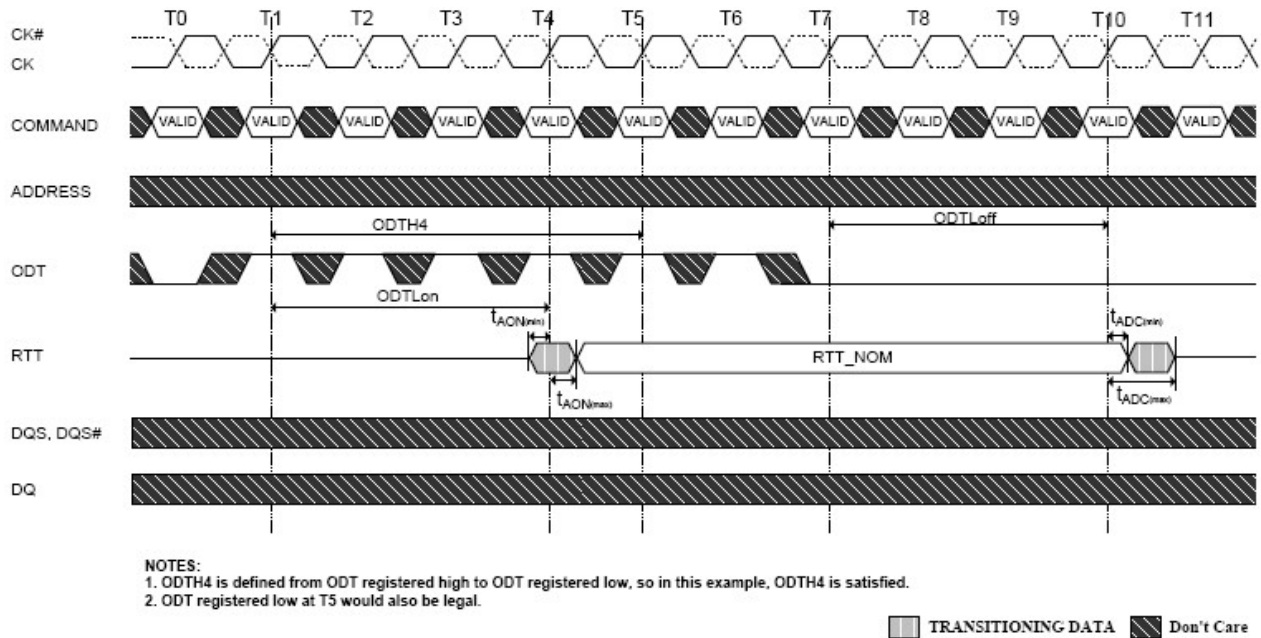 T0 T1 T2 T3 T4 T5 T6 T7 T8 T9 T10 T11
CK#
CK
COMMAND VALID VALID VALID VALID VALID VALID VALID VALID VALID VALID VALID VALID
ADDRESS
ODTH4 ODTLoff
ODT
ODTLon
tAON(min) tADC(min)
RTT RTT_NOM
tAON(max) tADC(max)
DQS, DQS#
DQ
NOTES:
1. ODTH4 is defined from ODT registered high to ODT registered low, so in this example, ODTH4 is satisfied.
2. ODT registered low at T5 would also be legal.
TRANSITIONING DATA Don't Care